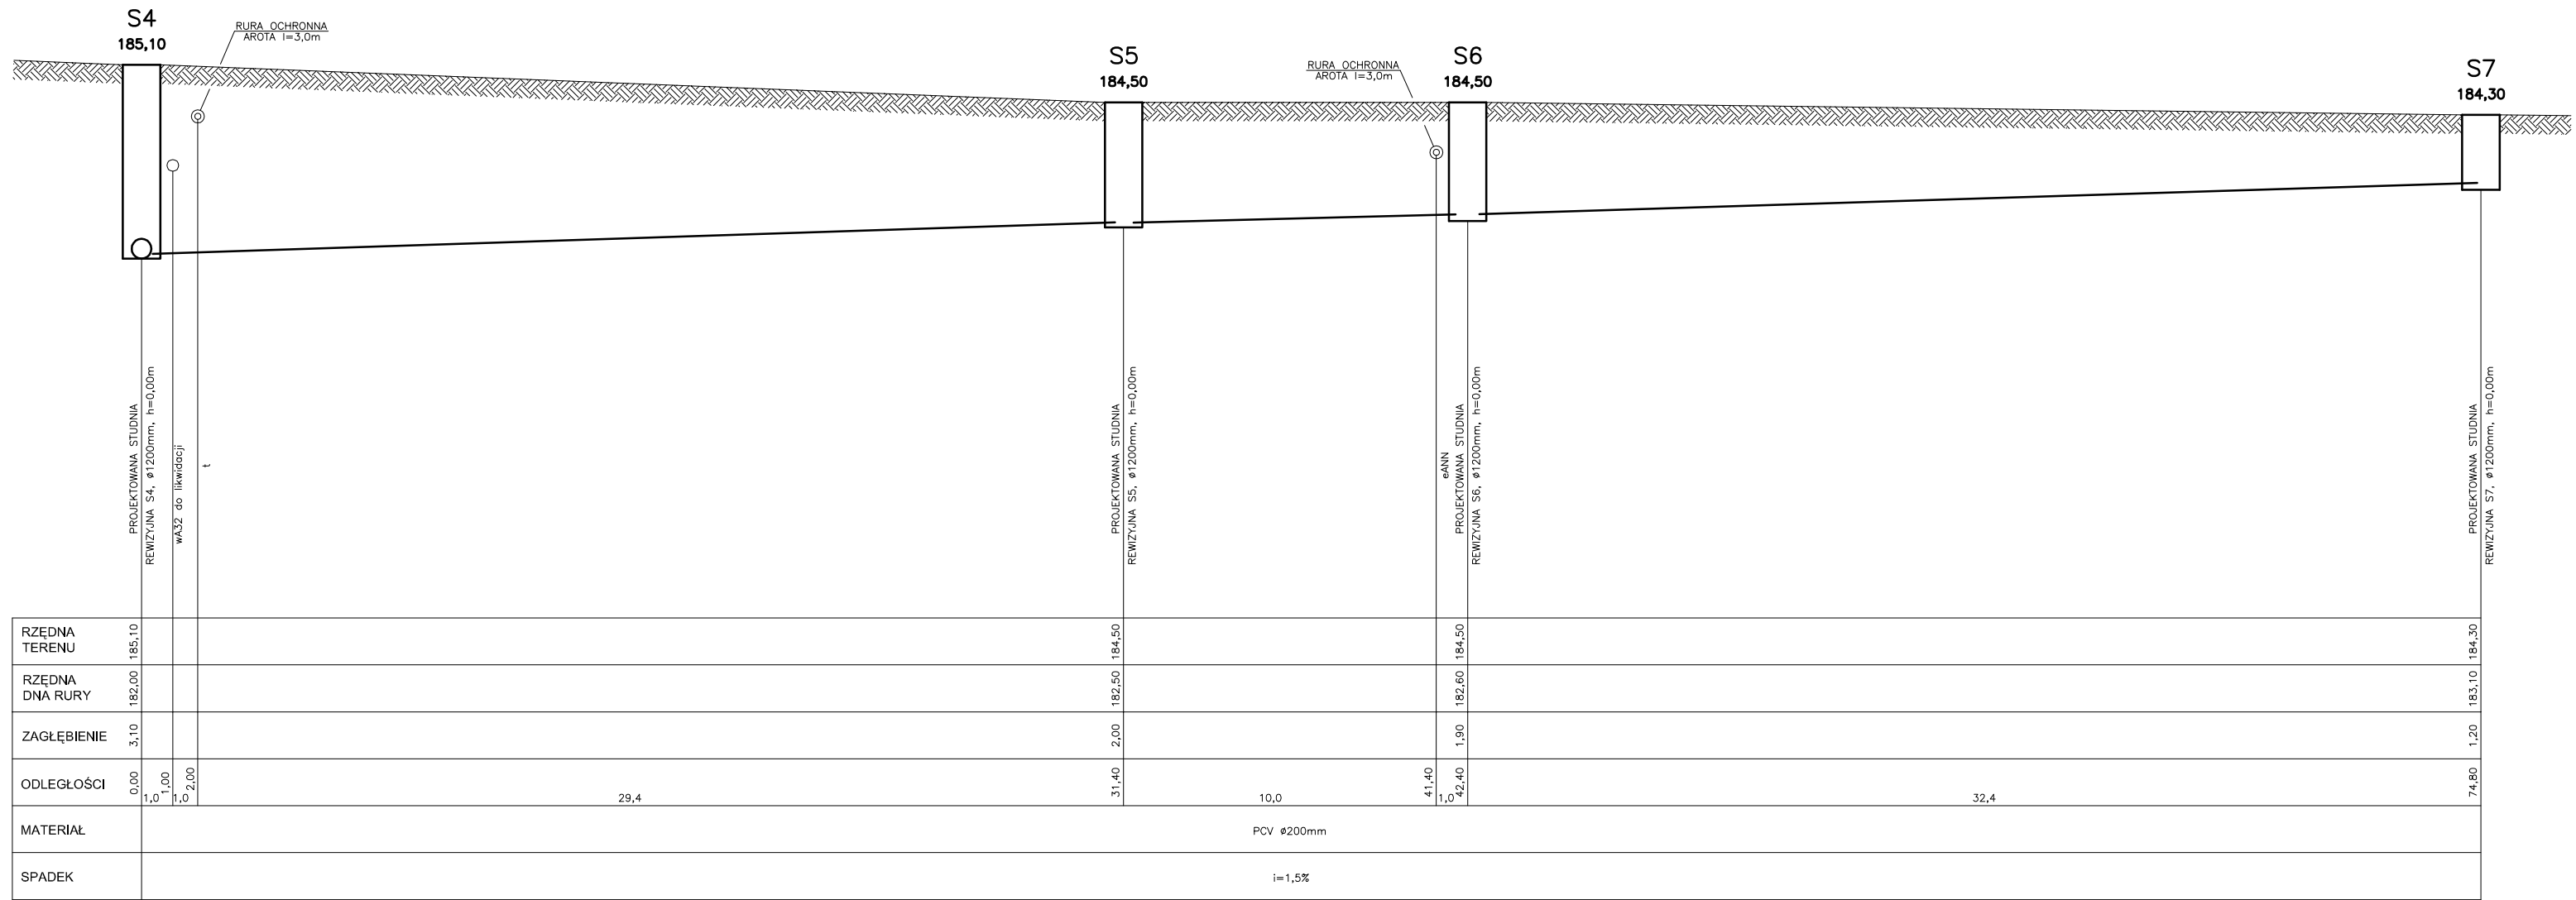 S4
185,10
RURA OCHRONNA
AROTA l=3,0m
S5
184,50
RURA OCHRONNA
AROTA l=3,0m
S6
184,50
S7
184,30
PROJEKTOWANA STUDNIA
REWIZYJNA S4, ø1200mm, h=0,00m
wA32 do likwidacji
t
PROJEKTOWANA STUDNIA
REWIZYJNA S5, ø1200mm, h=0,00m
eANN
PROJEKTOWANA STUDNIA
REWIZYJNA S6, ø1200mm, h=0,00m
PROJEKTOWANA STUDNIA
REWIZYJNA S7, ø1200mm, h=0,00m
RZĘDNA
TERENU
185,10
184,50
184,50
184,30
RZĘDNA
DNA RURY
182,00
182,50
182,60
183,10
ZAGŁĘBIENIE
3,10
2,00
1,90
1,20
ODLEGŁOŚCI
0,00
1,0
1,00
1,0
2,00
29,4
31,40
10,0
41,40
1,0
42,40
32,4
74,80
MATERIAŁ
PCV ø200mm
SPADEK
i=1,5%